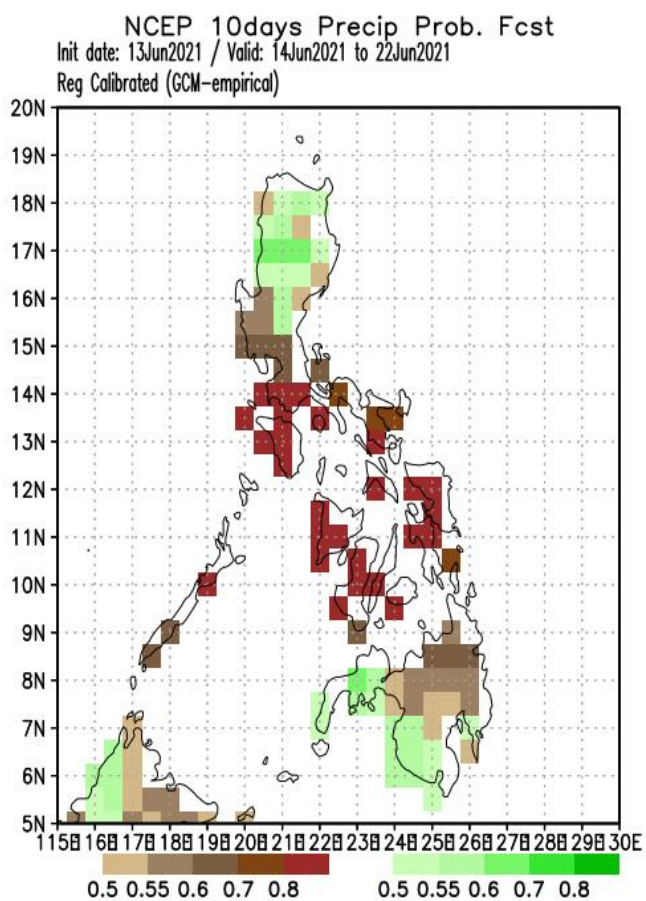 NCEP 10days Precip Prob. Fcst
Init date: 13Jun2021 / Valid: 14Jun2021 to 22Jun2021
Reg Calibrated (GCM-empirical)
20N
19N
18N
17N
16N
15N
14N
13N
12N
11N
10N
9N
8N
7N
6N
5N
115E 116E 117E 118E 119E 120E 121E 122E 123E 124E 125E 126E 127E 128E 129E 130E
0.5 0.55 0.6 0.7 0.8 0.5 0.55 0.6 0.7 0.8